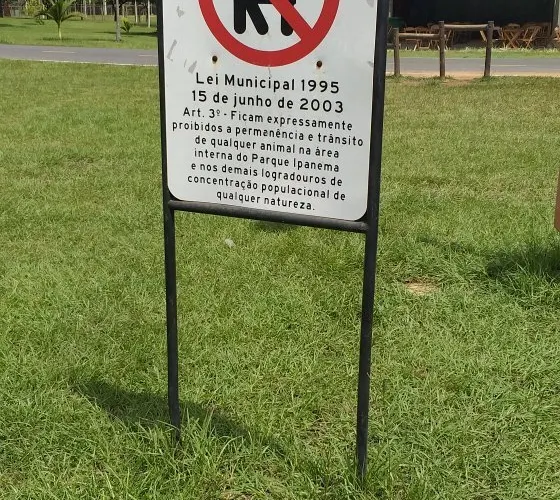 Lei Municipal 1995
15 de junho de 2003
Art. 3º - Ficam expressamente
proibidos a permanência e trânsito
de qualquer animal na área
interna do Parque Ipanema
e nos demais logradouros de
concentração populacional de
qualquer natureza.